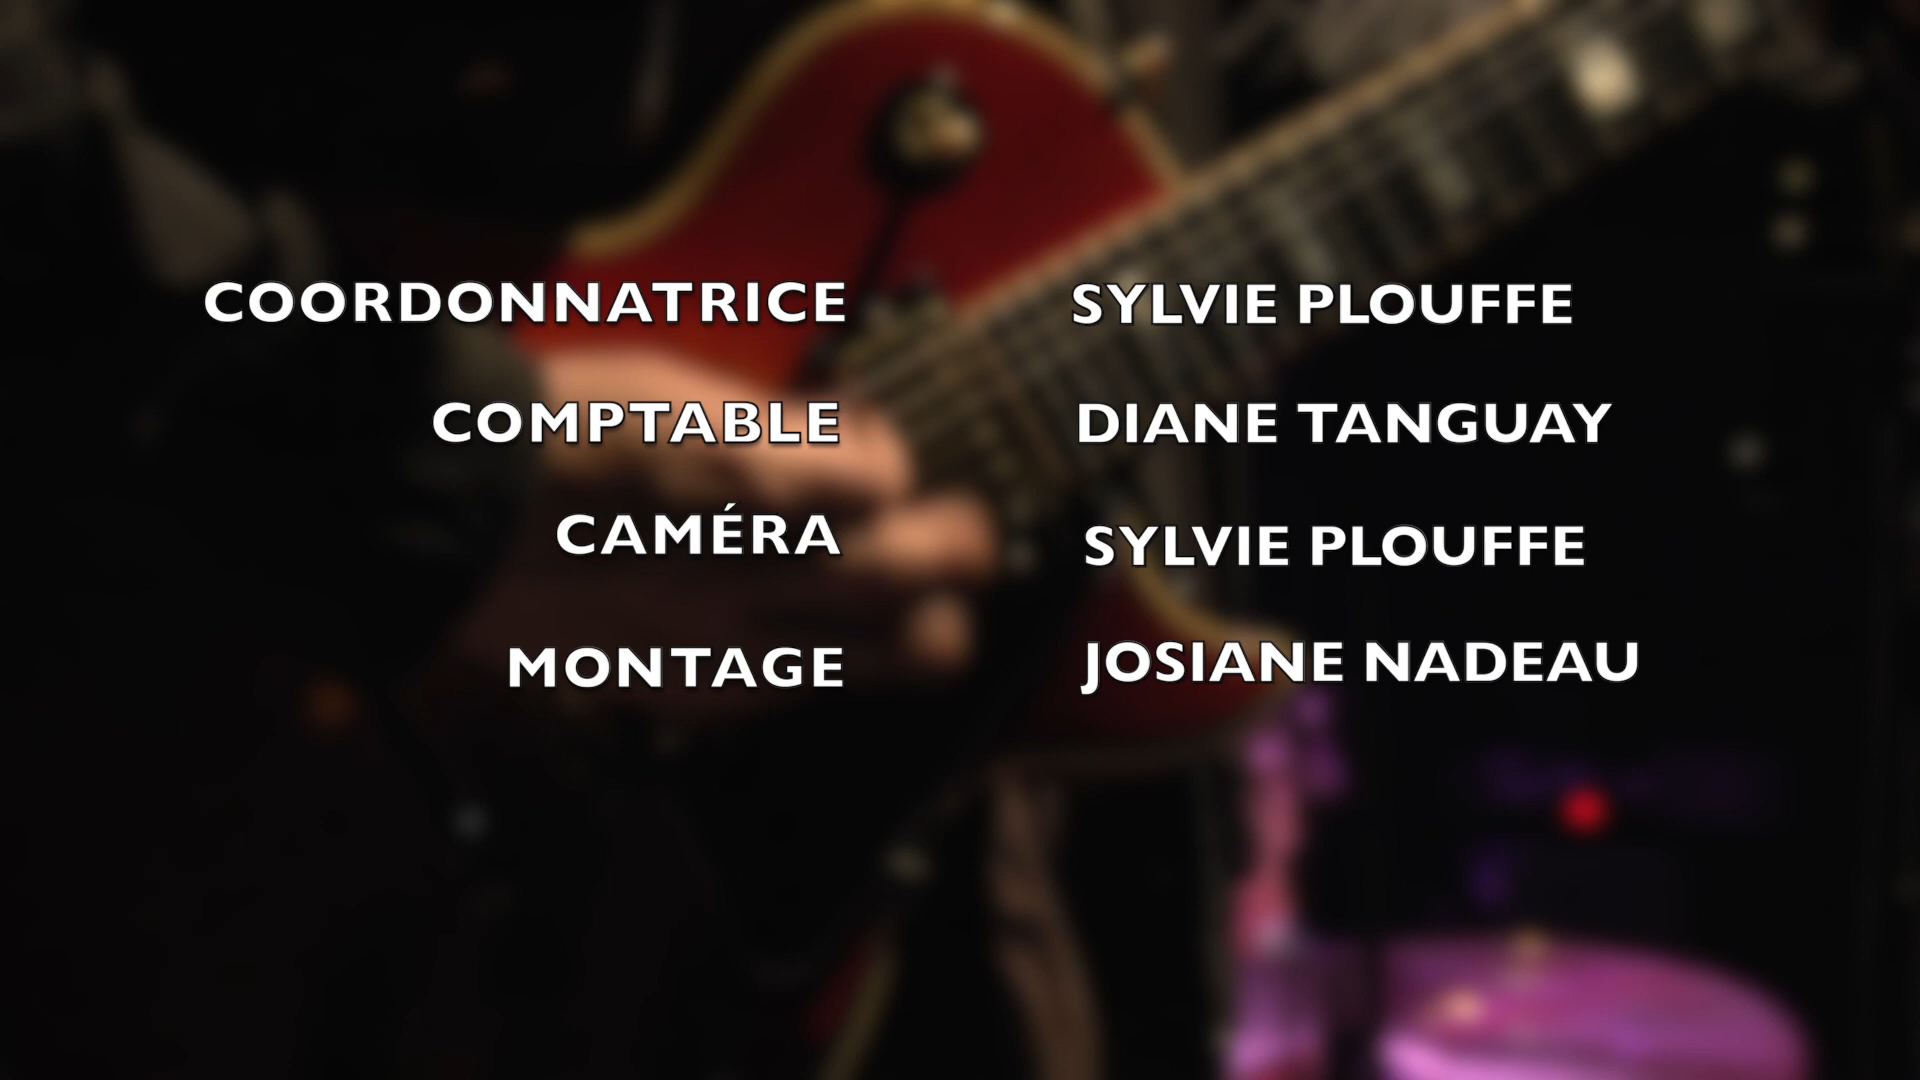 COORDONNATRICE SYLVIE PLOUFFE
COMPTABLE DIANE TANGUAY
CAMÉRA SYLVIE PLOUFFE
MONTAGE JOSIANE NADEAU